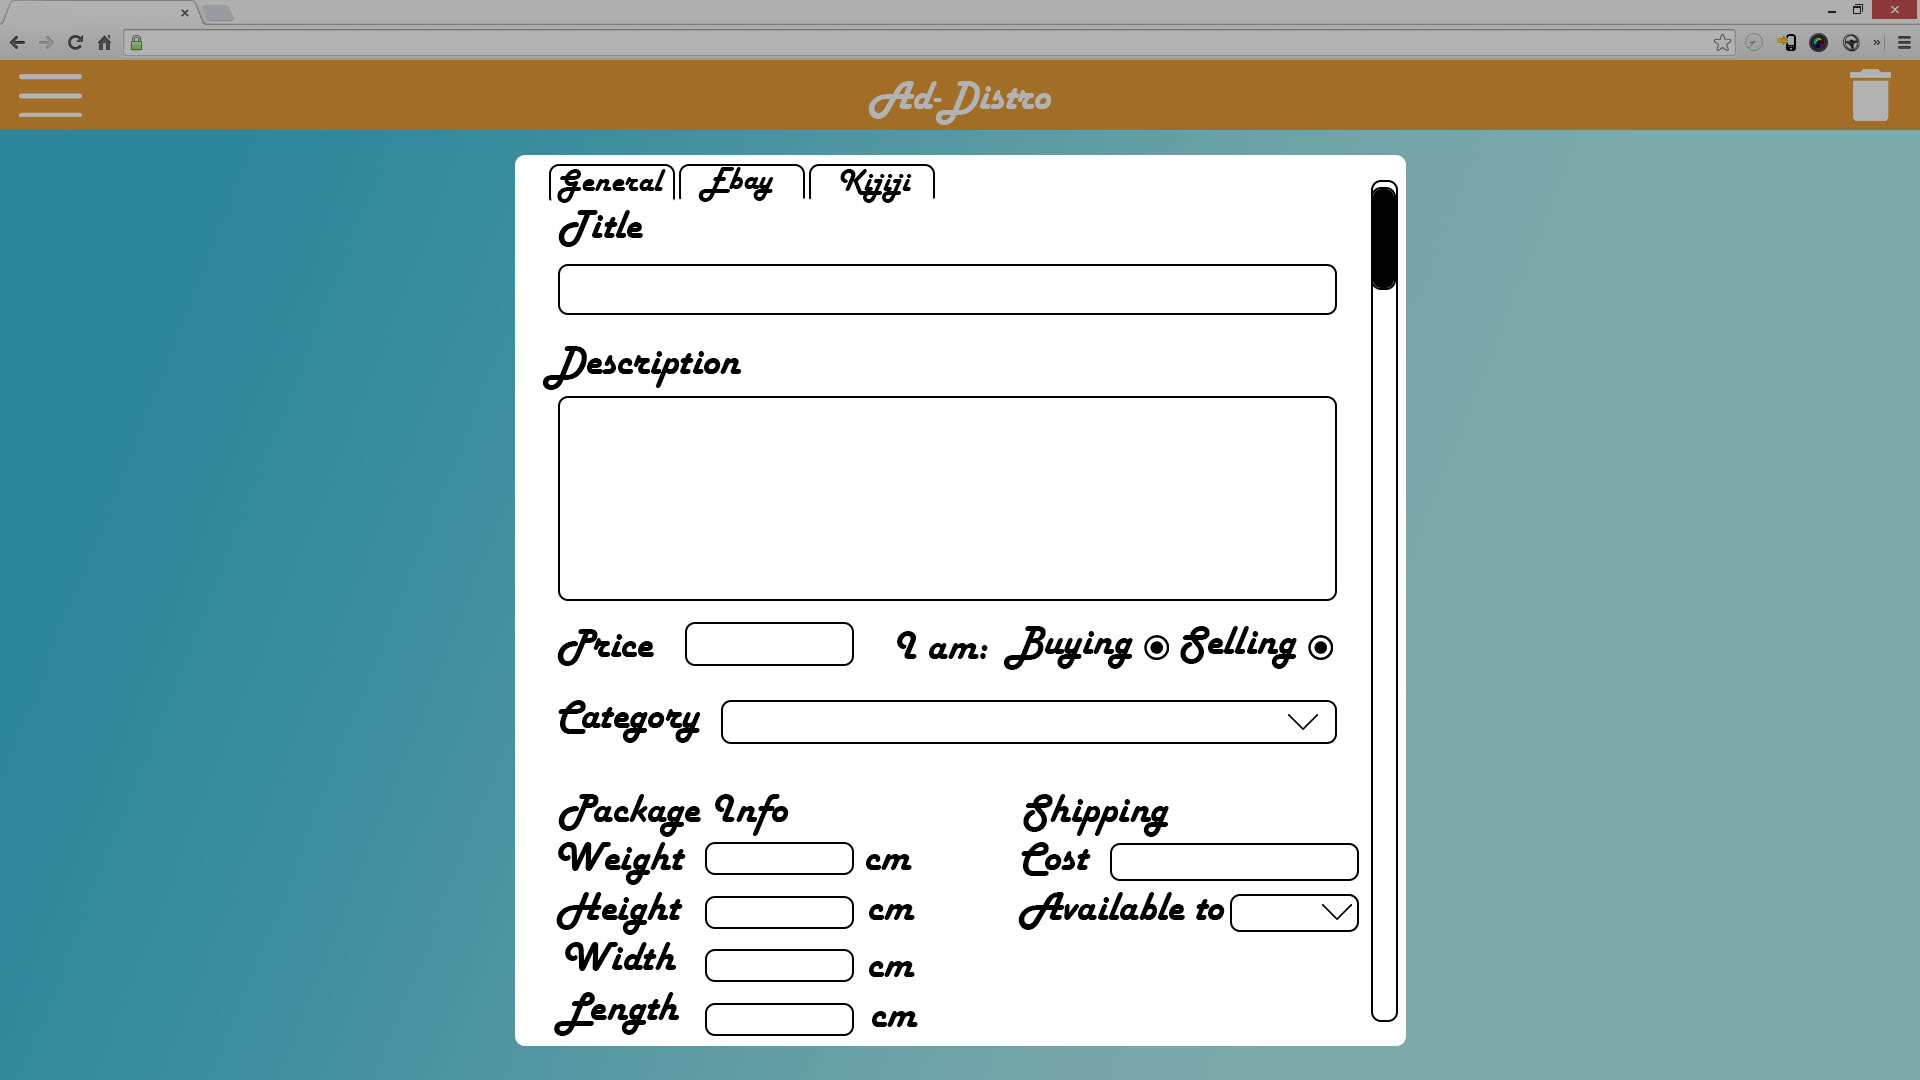 Ad-Distro
General Ebay Kijiji
Title
Description
Price I am: Buying Selling
Category
Package Info Shipping
Weight cm Cost
Height cm Available to
Width cm
Length cm